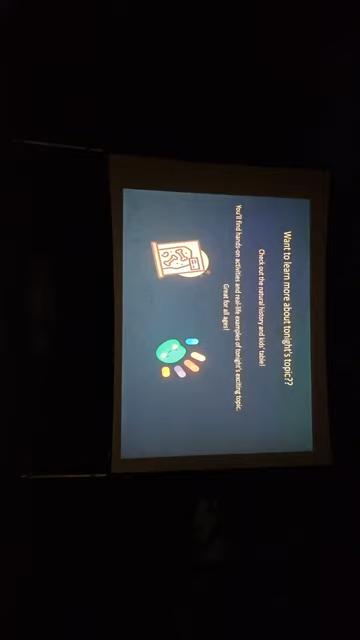 Want to learn more about tonight's topic??
Check out the natural history and kids' table!
You'll find hands-on activities and real-life examples of tonight's exciting topic.
Great for all ages!